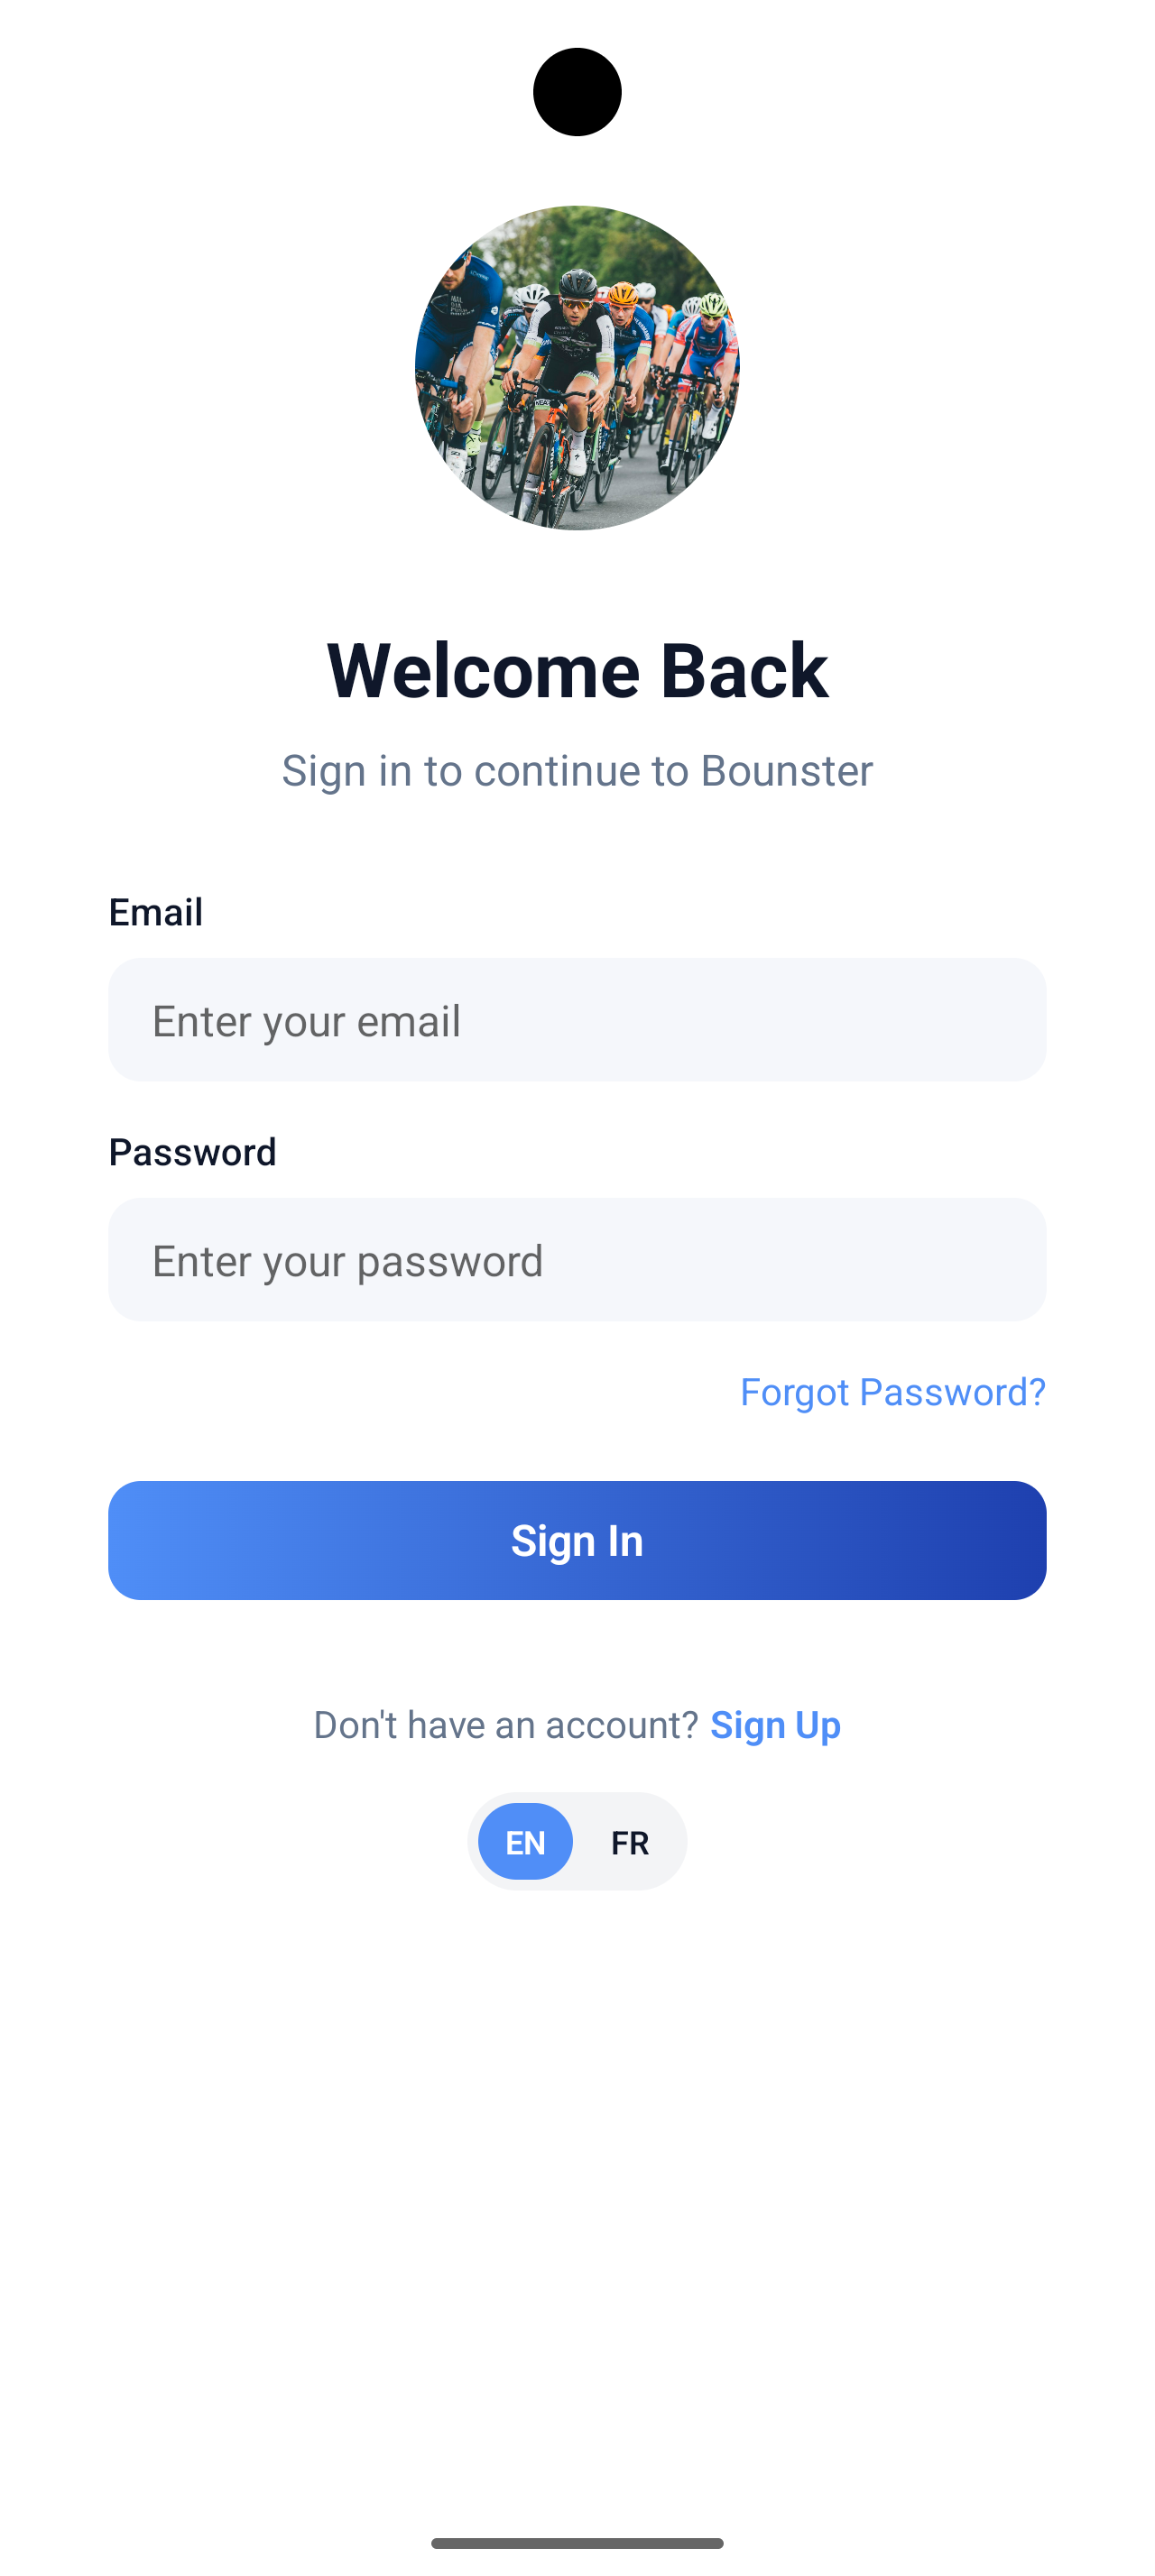 Welcome Back
Sign in to continue to Bounster
Email
Enter your email
Password
Enter your password
Forgot Password?
Sign In
Don't have an account? Sign Up
EN FR